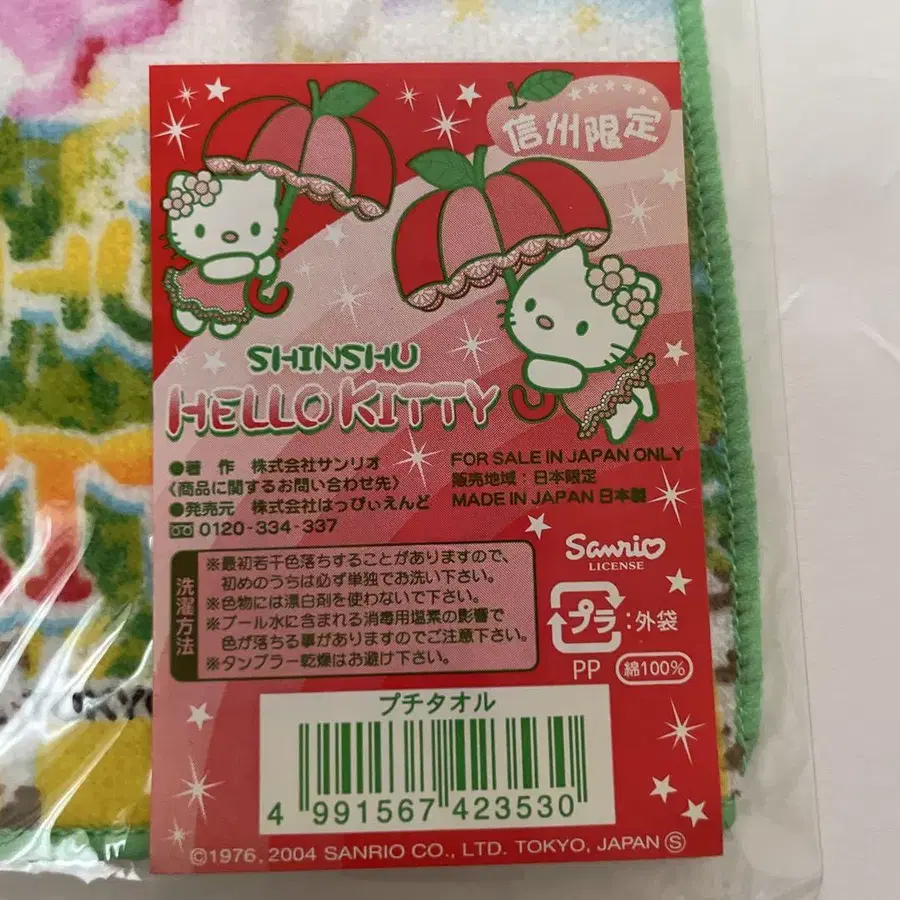 信州限定
SHINSHU
HELLO KITTY
●著 作 株式会社サンリオ
〈商品に関するお問い合わせ先〉
●発売元 株式会社はっぴぃえんど
0120-334-337
FOR SALE IN JAPAN ONLY
販売地域:日本限定
MADE IN JAPAN 日本製
洗濯方法
※最初若干色落ちすることがありますので、
初めのうちは必ず単独でお洗い下さい。
※色物には漂白剤を使わないで下さい。
※プール水に含まれる消毒用塩素の影響で
色が落ちる事がありますのでご注意下さい。
※タンブラー乾燥はお避け下さい。
Sanrio
LICENSE
プラ:外袋
PP 綿100%
プチタオル
4 991567 423530
©1976, 2004 SANRIO CO., LTD. TOKYO, JAPAN Ⓢ